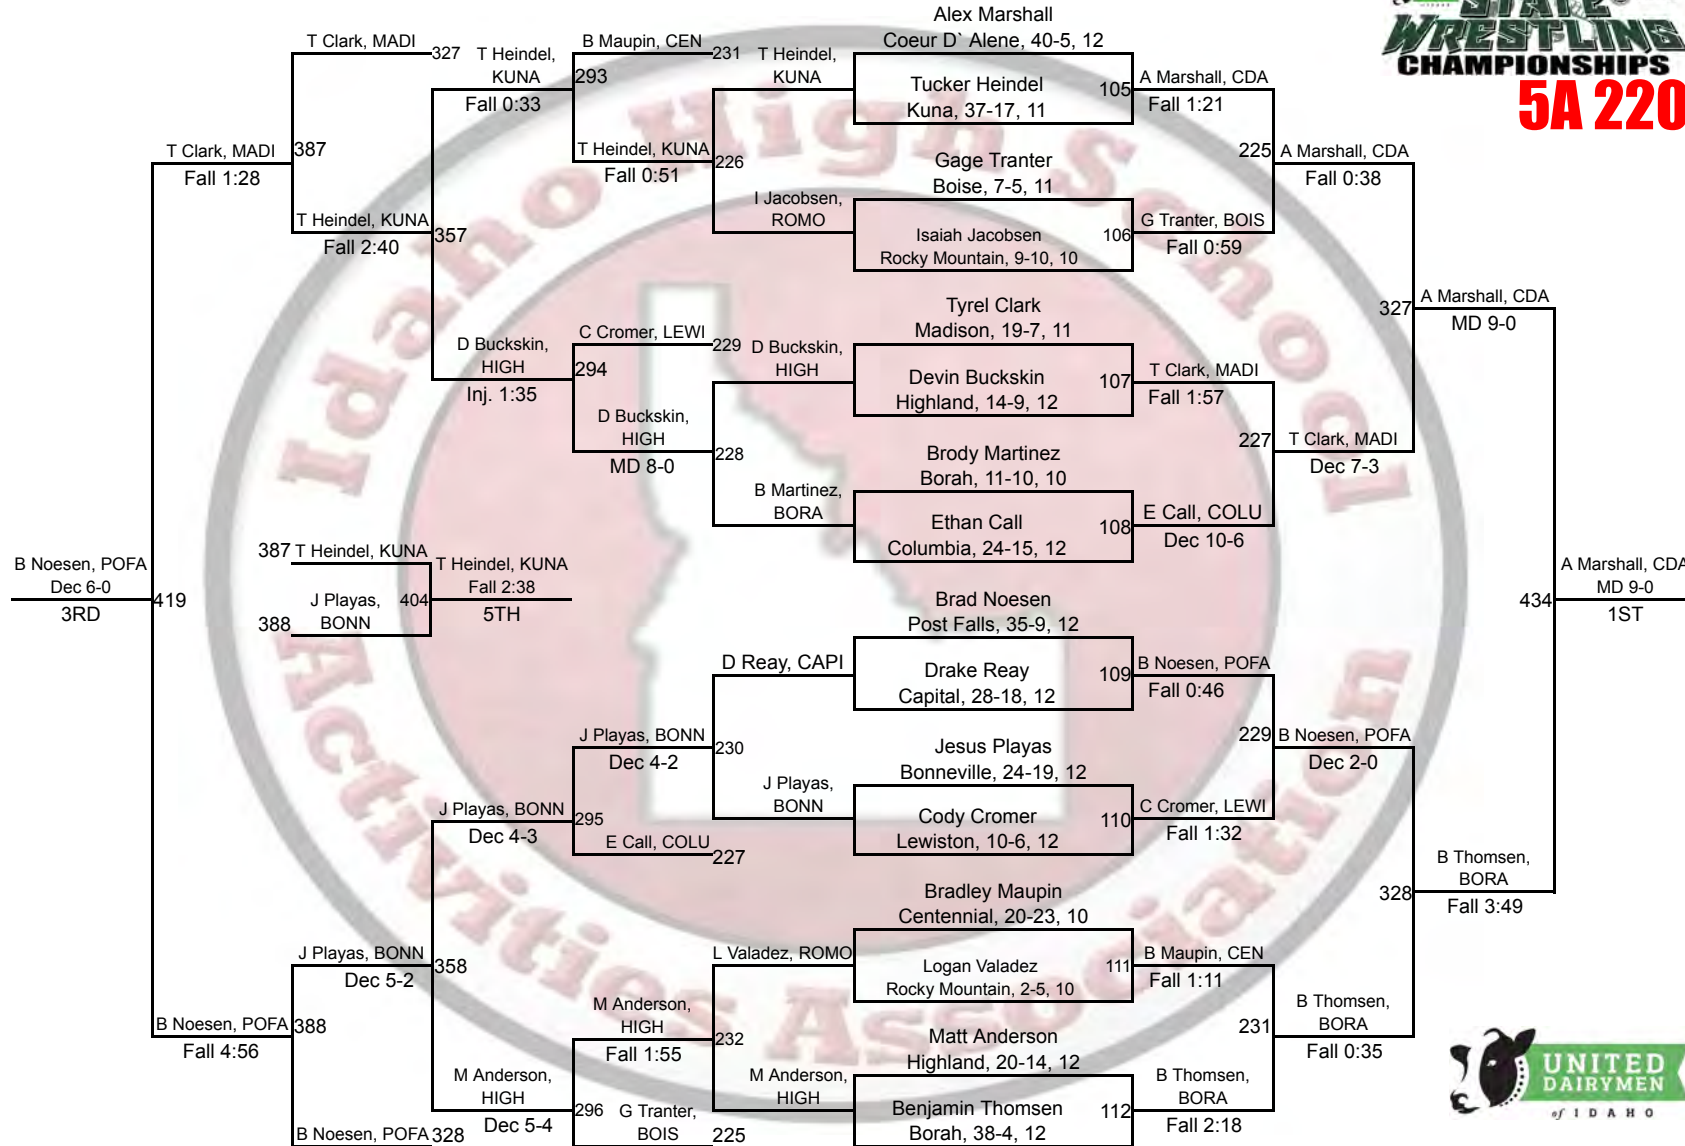 STATE
WRESTLING
CHAMPIONSHIPS
5A 220
Idaho High School
Activities Association
T Clark, MADI
327
T Clark, MADI
Fall 1:28
387
T Heindel, KUNA
Fall 2:40
357
T Heindel,
KUNA
Fall 0:33
293
B Maupin, CEN
231
T Heindel, KUNA
Fall 0:51
226
T Heindel,
KUNA
I Jacobsen,
ROMO
D Buckskin,
HIGH
Inj. 1:35
294
C Cromer, LEWI
229
D Buckskin,
HIGH
MD 8-0
228
D Buckskin,
HIGH
B Martinez,
BORA
Alex Marshall
Coeur D` Alene, 40-5, 12
Tucker Heindel
Kuna, 37-17, 11
105
A Marshall, CDA
Fall 1:21
Gage Tranter
Boise, 7-5, 11
Isaiah Jacobsen
Rocky Mountain, 9-10, 10
106
G Tranter, BOIS
Fall 0:59
225
A Marshall, CDA
Fall 0:38
Tyrel Clark
Madison, 19-7, 11
Devin Buckskin
Highland, 14-9, 12
107
T Clark, MADI
Fall 1:57
Brody Martinez
Borah, 11-10, 10
Ethan Call
Columbia, 24-15, 12
108
E Call, COLU
Dec 10-6
227
T Clark, MADI
Dec 7-3
327
A Marshall, CDA
MD 9-0
B Noesen, POFA
Dec 6-0
3RD
419
387
T Heindel, KUNA
388
J Playas,
BONN
404
T Heindel, KUNA
Fall 2:38
5TH
434
A Marshall, CDA
MD 9-0
1ST
Brad Noesen
Post Falls, 35-9, 12
Drake Reay
Capital, 28-18, 12
109
B Noesen, POFA
Fall 0:46
Jesus Playas
Bonneville, 24-19, 12
Cody Cromer
Lewiston, 10-6, 12
110
C Cromer, LEWI
Fall 1:32
229
B Noesen, POFA
Dec 2-0
Bradley Maupin
Centennial, 20-23, 10
Logan Valadez
Rocky Mountain, 2-5, 10
111
B Maupin, CEN
Fall 1:11
Matt Anderson
Highland, 20-14, 12
Benjamin Thomsen
Borah, 38-4, 12
112
B Thomsen,
BORA
Fall 2:18
231
B Thomsen,
BORA
Fall 0:35
328
B Thomsen,
BORA
Fall 3:49
D Reay, CAPI
J Playas, BONN
Dec 4-2
230
J Playas,
BONN
J Playas, BONN
Dec 4-3
295
E Call, COLU
227
J Playas, BONN
Dec 5-2
358
L Valadez, ROMO
M Anderson,
HIGH
Fall 1:55
232
M Anderson,
HIGH
M Anderson,
HIGH
Dec 5-4
296
G Tranter,
BOIS
225
B Noesen, POFA
Fall 4:56
388
B Noesen, POFA
328
UNITED
DAIRYMEN
of IDAHO